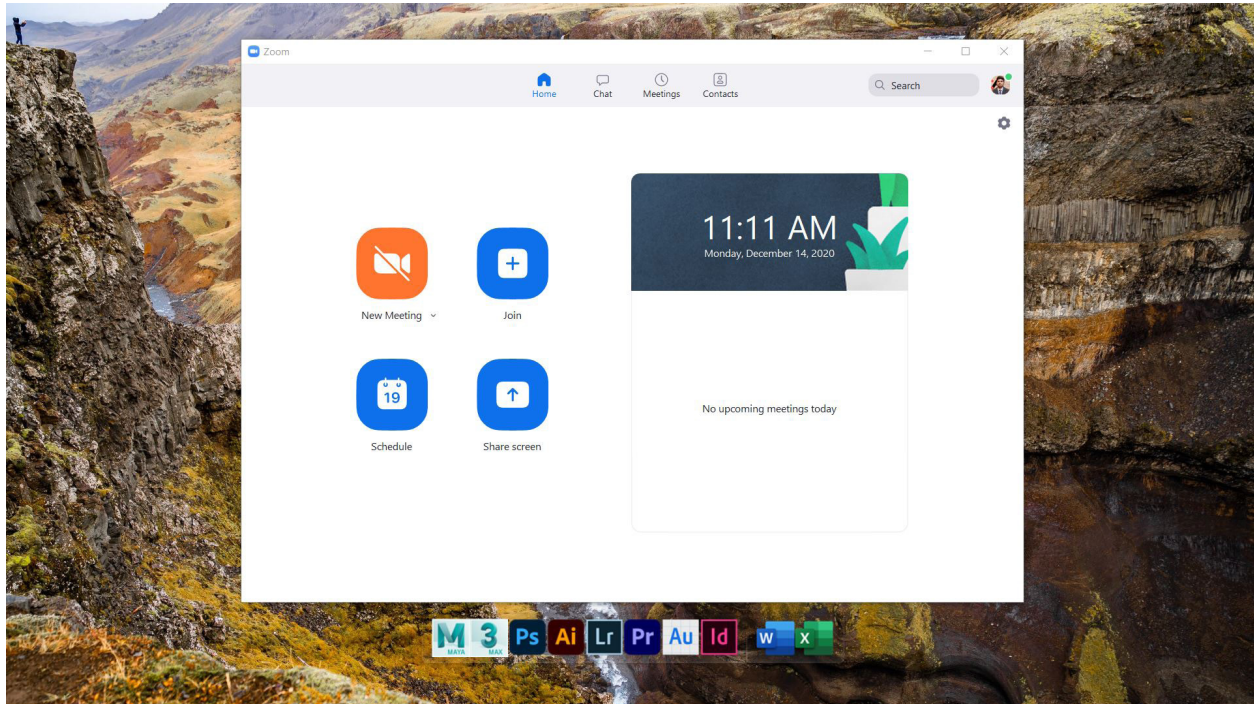 Zoom
Home
Chat
Meetings
Contacts
Search
11:11 AM
Monday, December 14, 2020
New Meeting
Join
19
Schedule
Share screen
No upcoming meetings today
M MAYA
3 MAX
Ps
Ai
Lr
Pr
Au
Id
W
X